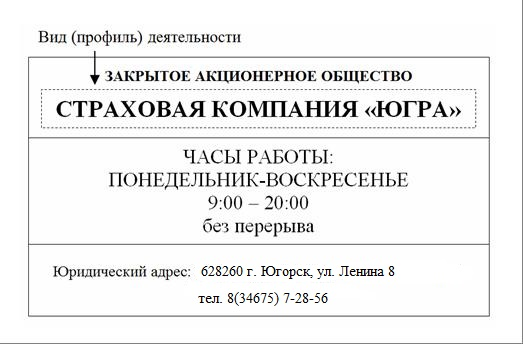 Вид (профиль) деятельности
ЗАКРЫТОЕ АКЦИОНЕРНОЕ ОБЩЕСТВО
СТРАХОВАЯ КОМПАНИЯ «ЮГРА»
ЧАСЫ РАБОТЫ:
ПОНЕДЕЛЬНИК-ВОСКРЕСЕНЬЕ
9:00 – 20:00
без перерыва
Юридический адрес: 628260 г. Югорск, ул. Ленина 8
тел. 8(34675) 7-28-56